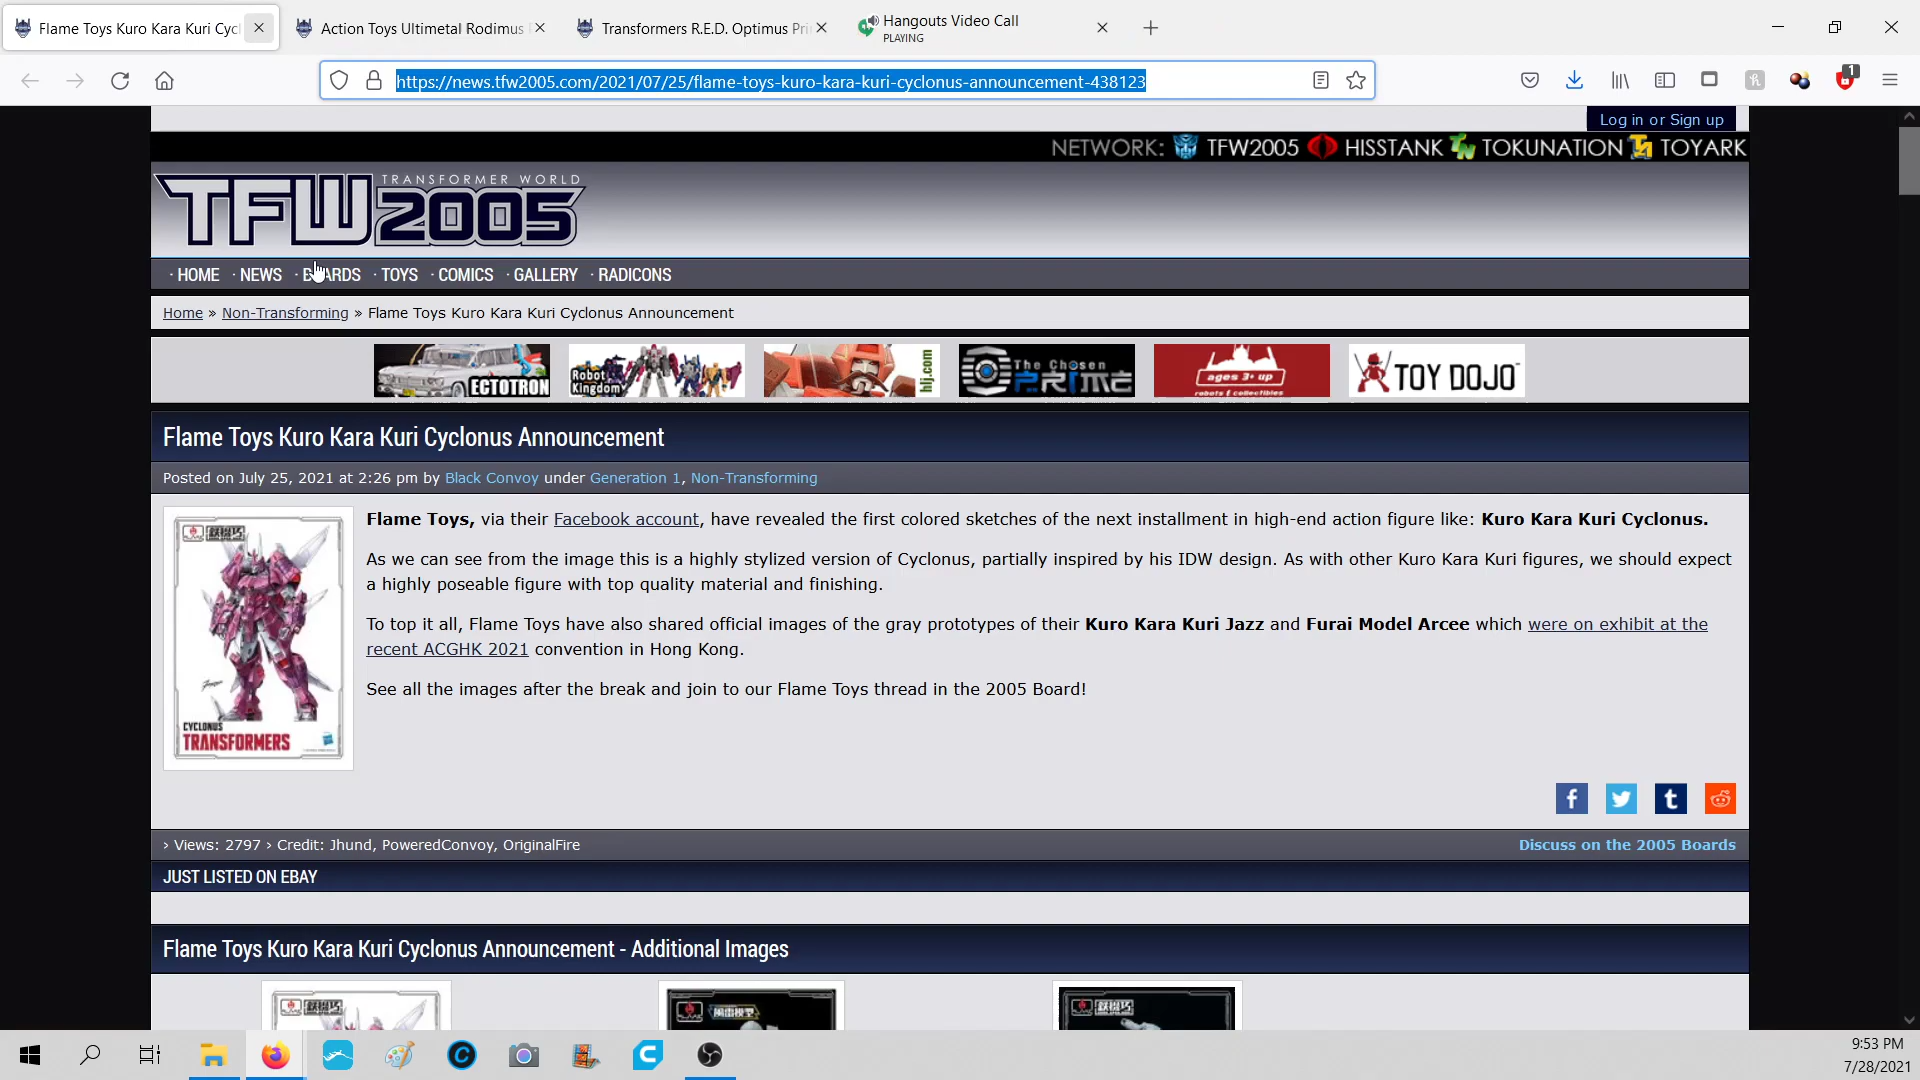 Flame Toys Kuro Kara Kuri Cycl
Action Toys Ultimetal Rodimus
Transformers R.E.D. Optimus Pri
Hangouts Video Call
PLAYING
https://news.tfw2005.com/2021/07/25/flame-toys-kuro-kara-kuri-cyclonus-announcement-438123
1
Log in or Sign up
NETWORK: TFW2005 HISSTANK TOKUNATION TOYARK
TRANSFORMER WORLD
TFW2005
· HOME · NEWS · BOARDS · TOYS · COMICS · GALLERY · RADICONS
Home » Non-Transforming » Flame Toys Kuro Kara Kuri Cyclonus Announcement
ECTOTRON
Robot Kingdom
hlj.com
The Chosen PRIME
ages 3+ up
robots & collectibles
TOY DOJO
Flame Toys Kuro Kara Kuri Cyclonus Announcement
Posted on July 25, 2021 at 2:26 pm by Black Convoy under Generation 1, Non-Transforming
Flame Toys, via their Facebook account, have revealed the first colored sketches of the next installment in high-end action figure like: Kuro Kara Kuri Cyclonus.
As we can see from the image this is a highly stylized version of Cyclonus, partially inspired by his IDW design. As with other Kuro Kara Kuri figures, we should expect
a highly poseable figure with top quality material and finishing.
To top it all, Flame Toys have also shared official images of the gray prototypes of their Kuro Kara Kuri Jazz and Furai Model Arcee which were on exhibit at the
recent ACGHK 2021 convention in Hong Kong.
See all the images after the break and join to our Flame Toys thread in the 2005 Board!
CYCLONUS
TRANSFORMERS
› Views: 2797 › Credit: Jhund, PoweredConvoy, OriginalFire
Discuss on the 2005 Boards
JUST LISTED ON EBAY
Flame Toys Kuro Kara Kuri Cyclonus Announcement - Additional Images
9:53 PM
7/28/2021